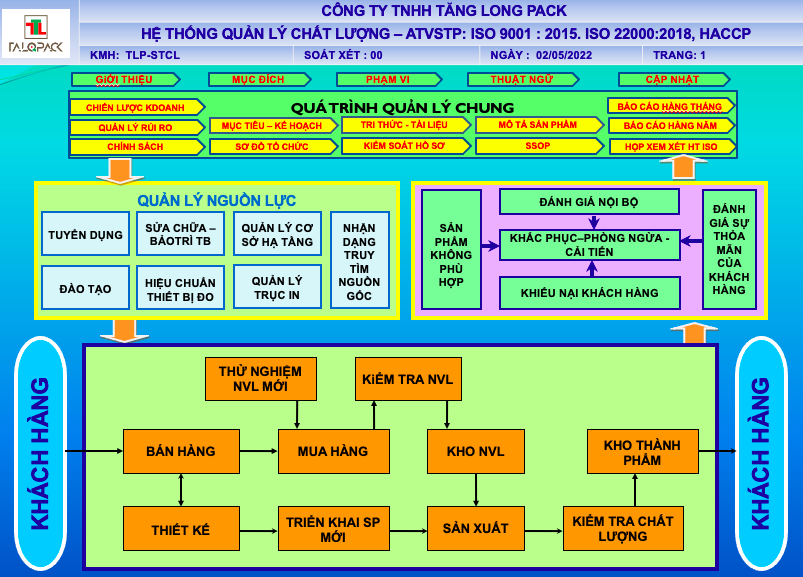 TALOPACK
CÔNG TY TNHH TĂNG LONG PACK
HỆ THỐNG QUẢN LÝ CHẤT LƯỢNG – ATVSTP: ISO 9001 : 2015. ISO 22000:2018, HACCP
KMH: TLP-STCL
SOÁT XÉT : 00
NGÀY : 02/05/2022
TRANG: 1
GIỚI THIỆU
MỤC ĐÍCH
PHẠM VI
THUẬT NGỮ
CẬP NHẬT
CHIẾN LƯỢC KDOANH
QUÁ TRÌNH QUẢN LÝ CHUNG
BÁO CÁO HÀNG THÁNG
QUẢN LÝ RỦI RO
MỤC TIÊU – KẾ HOẠCH
TRI THỨC - TÀI LIỆU
MÔ TẢ SẢN PHẨM
BÁO CÁO HÀNG NĂM
CHÍNH SÁCH
SƠ ĐỒ TỔ CHỨC
KIỂM SOÁT HỒ SƠ
SSOP
HỌP XEM XÉT HT ISO
QUẢN LÝ NGUỒN LỰC
TUYỂN DỤNG
SỬA CHỮA –
BẢOTRÌ TB
QUẢN LÝ CƠ
SỞ HẠ TẦNG
NHẬN
DẠNG
TRUY
TÌM
NGUỒN
GỐC
ĐÀO TẠO
HIỆU CHUẨN
THIẾT BỊ ĐO
QUẢN LÝ
TRỤC IN
SẢN
PHẨM
KHÔNG
PHÙ
HỢP
ĐÁNH GIÁ NỘI BỘ
KHẮC PHỤC–PHÒNG NGỪA -
CẢI TIẾN
KHIẾU NẠI KHÁCH HÀNG
ĐÁNH
GIÁ SỰ
THỎA
MÃN
CỦA
KHÁCH
HÀNG
KHÁCH HÀNG
THỬ NGHIỆM
NVL MỚI
KiỂM TRA NVL
BÁN HÀNG
MUA HÀNG
KHO NVL
KHO THÀNH
PHẨM
THIẾT KẾ
TRIỂN KHAI SP
MỚI
SẢN XUẤT
KIỂM TRA CHẤT
LƯỢNG
KHÁCH HÀNG